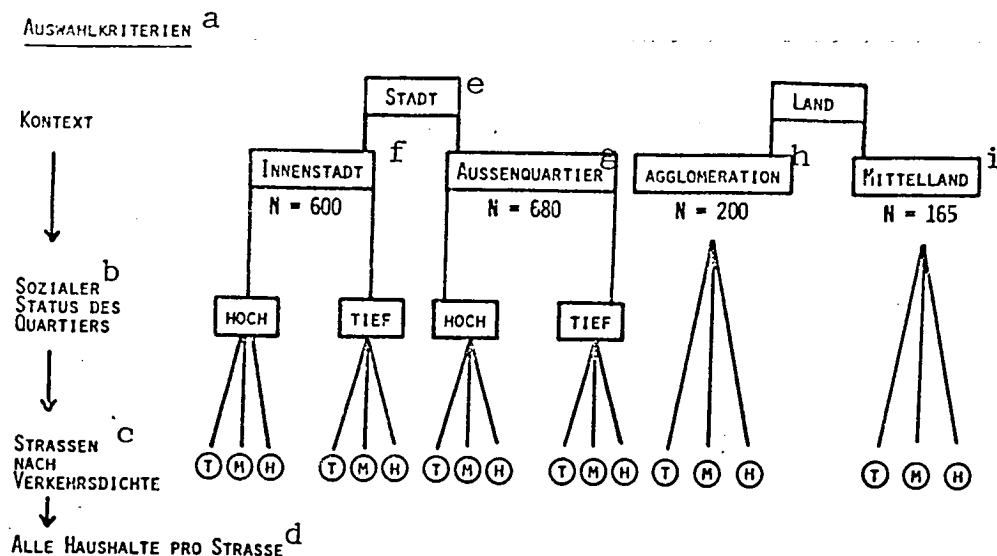 AUSWAHLKRITERIEN a
STADT e
LAND
KONTEXT
INNENSTADT f
AUSSENQUARTIER g
AGGLOMERATION h
MITTELLAND i
N = 600
N = 680
N = 200
N = 165
SOZIALER b
STATUS DES
QUARTIERS
HOCH
TIEF
HOCH
TIEF
STRASSEN c
NACH
VERKEHRSDICHTE
T M H
T M H
T M H
T M H
T M H
T M H
ALLE HAUSHALTE PRO STRASSE d